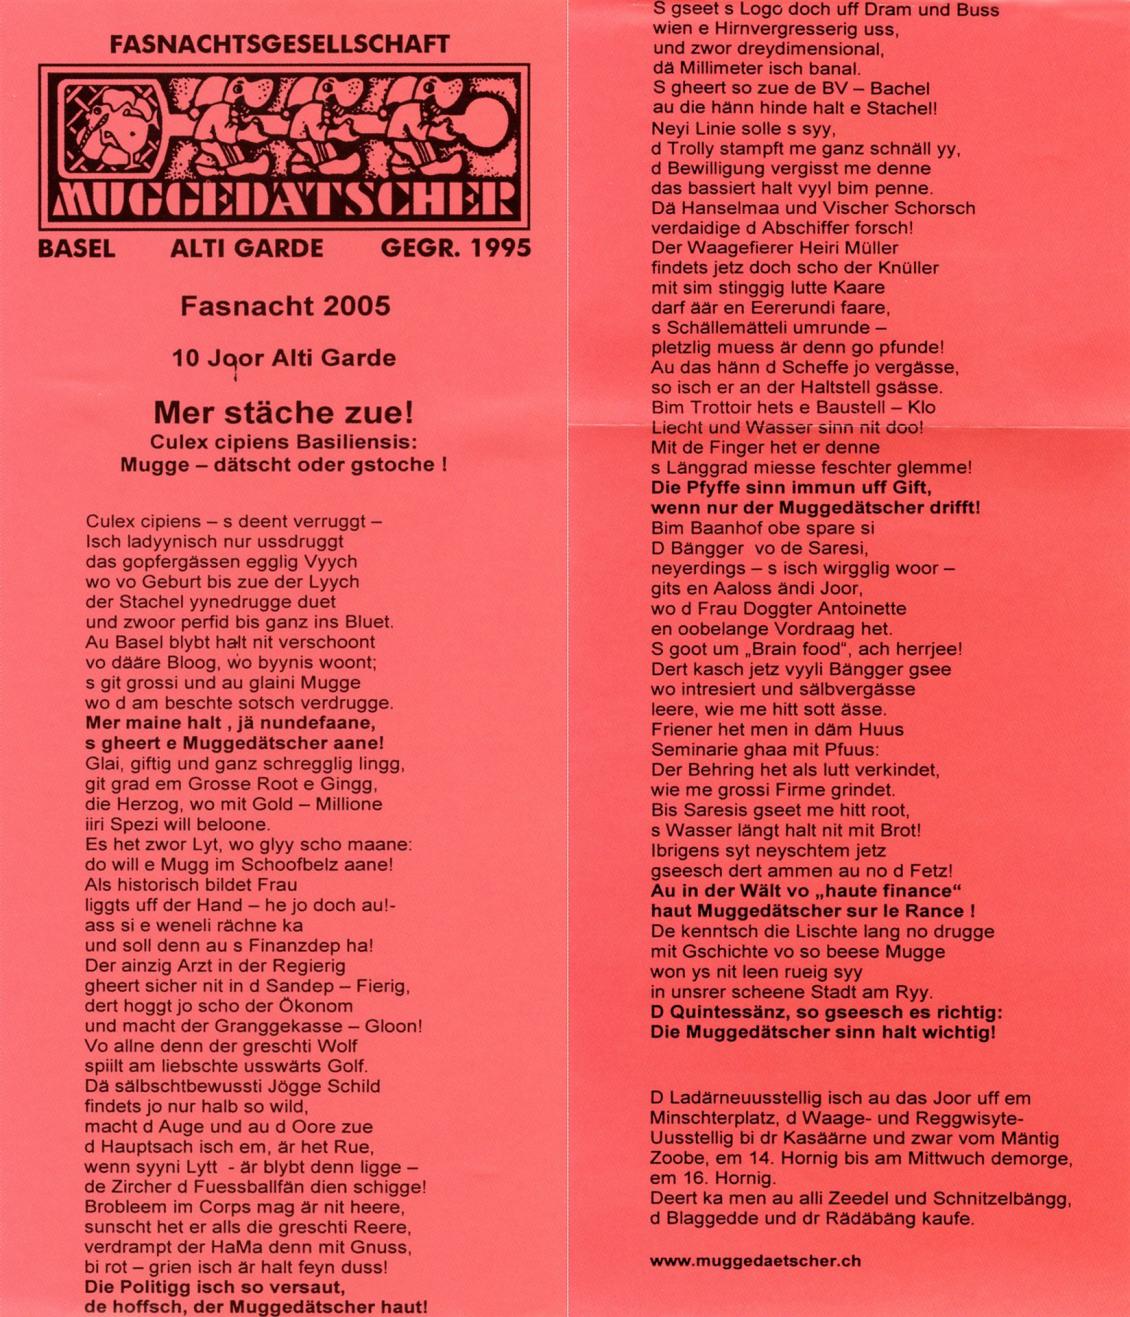 FASNACHTSGESELLSCHAFT
MUGGEDÄTSCHER
BASEL ALTI GARDE GEGR. 1995
Fasnacht 2005
10 Joor Alti Garde
Mer stäche zue!
Culex cipiens Basiliensis:
Mugge – dätscht oder gstoche !
Culex cipiens – s deent verruggt –
Isch ladyynisch nur ussdruggt
das gopfergässen egglig Vyych
wo vo Geburt bis zue der Lyych
der Stachel yynedrugge duet
und zwoor perfid bis ganz ins Bluet.
Au Basel blybt halt nit verschoont
vo dääre Bloog, wo byynis woont;
s git grossi und au glaini Mugge
wo d am beschte sotsch verdrugge.
Mer maine halt , jä nundefaane,
s gheert e Muggedätscher aane!
Glai, giftig und ganz schregglig lingg,
git grad em Grosse Root e Gingg,
die Herzog, wo mit Gold – Millione
iiri Spezi will beloone.
Es het zwor Lyt, wo glyy scho maane:
do will e Mugg im Schoofbelz aane!
Als historisch bildet Frau
liggts uff der Hand – he jo doch au!-
ass si e weneli rächne ka
und soll denn au s Finanzdep ha!
Der ainzig Arzt in der Regierig
gheert sicher nit in d Sandep – Fierig,
dert hoggt jo scho der Ökonom
und macht der Granggekasse – Gloon!
Vo allne denn der greschti Wolf
spiilt am liebschte usswärts Golf.
Dä sälbschtbewussti Jögge Schild
findets jo nur halb so wild,
macht d Auge und au d Oore zue
d Hauptsach isch em, är het Rue,
wenn syyni Lytt - är blybt denn ligge –
de Zircher d Fuessballfän dien schigge!
Brobleem im Corps mag är nit heere,
sunscht het er alls die greschti Reere,
verdrampt der HaMa denn mit Gnuss,
bi rot – grien isch är halt feyn duss!
Die Politigg isch so versaut,
de hoffsch, der Muggedätscher haut!
S gseet s Logo doch uff Dram und Buss
wien e Hirnvergresserig uss,
und zwor dreydimensional,
dä Millimeter isch banal.
S gheert so zue de BV – Bachel
au die hänn hinde halt e Stachel!
Neyi Linie solle s syy,
d Trolly stampft me ganz schnäll yy,
d Bewilligung vergisst me denne
das bassiert halt vyyl bim penne.
Dä Hanselmaa und Vischer Schorsch
verdaidige d Abschiffer forsch!
Der Waagefierer Heiri Müller
findets jetz doch scho der Knüller
mit sim stinggig lutte Kaare
darf äär en Eererundi faare,
s Schällemätteli umrunde –
pletzlig muess är denn go pfunde!
Au das hänn d Scheffe jo vergässe,
so isch er an der Haltstell gsässe.
Bim Trottoir hets e Baustell – Klo
Liecht und Wasser sinn nit doo!
Mit de Finger het er denne
s Länggrad miesse feschter glemme!
Die Pfyffe sinn immun uff Gift,
wenn nur der Muggedätscher drifft!
Bim Baanhof obe spare si
D Bängger vo de Saresi,
neyerdings – s isch wirgglig woor –
gits en Aaloss ändi Joor,
wo d Frau Doggter Antoinette
en oobelange Vordraag het.
S goot um „Brain food“, ach herrjee!
Dert kasch jetz vyyli Bängger gsee
wo intresiert und sälbvergässe
leere, wie me hitt sott ässe.
Friener het men in däm Huus
Seminarie ghaa mit Pfuus:
Der Behring het als lutt verkindet,
wie me grossi Firme grindet.
Bis Saresis gseet me hitt root,
s Wasser längt halt nit mit Brot!
Ibrigens syt neyschtem jetz
gseesch dert ammen au no d Fetz!
Au in der Wält vo „haute finance“
haut Muggedätscher sur le Rance !
De kenntsch die Lischte lang no drugge
mit Gschichte vo so beese Mugge
won ys nit leen rueig syy
in unsrer scheene Stadt am Ryy.
D Quintessänz, so gseesch es richtig:
Die Muggedätscher sinn halt wichtig!
D Ladärneuusstellig isch au das Joor uff em
Minschterplatz, d Waage- und Reggwisyte-
Uusstellig bi dr Kasäärne und zwar vom Mäntig
Zoobe, em 14. Hornig bis am Mittwuch demorge,
em 16. Hornig.
Deert ka men au alli Zeedel und Schnitzelbängg,
d Blaggedde und dr Rädäbäng kaufe.
www.muggedaetscher.ch